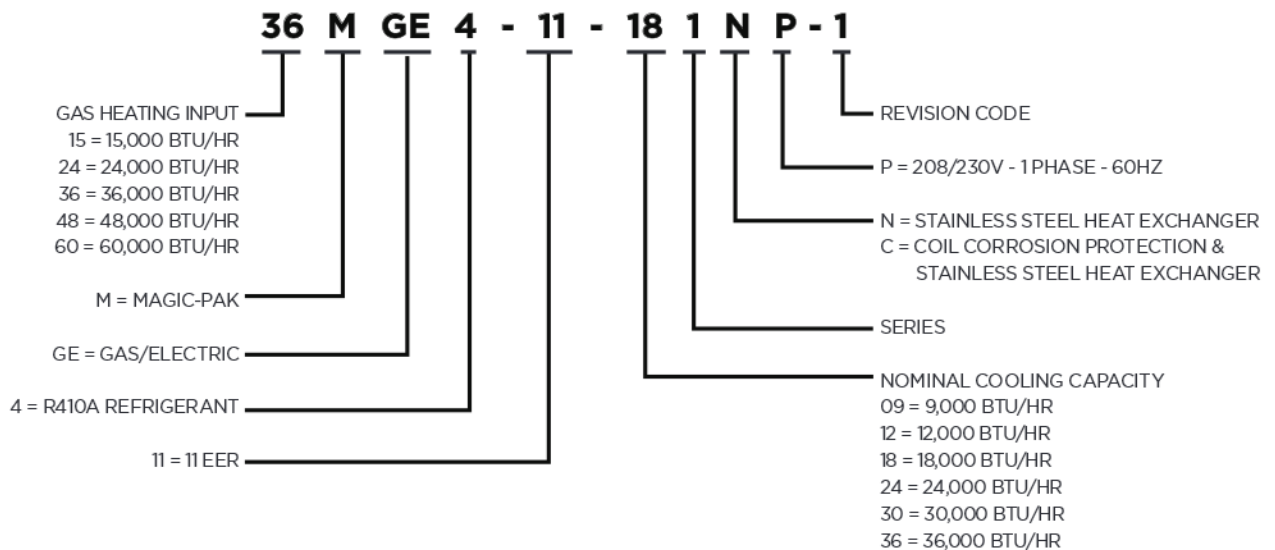 36 M GE 4 - 11 - 18 1 N P - 1
GAS HEATING INPUT
15 = 15,000 BTU/HR
24 = 24,000 BTU/HR
36 = 36,000 BTU/HR
48 = 48,000 BTU/HR
60 = 60,000 BTU/HR
M = MAGIC-PAK
GE = GAS/ELECTRIC
4 = R410A REFRIGERANT
11 = 11 EER
REVISION CODE
P = 208/230V - 1 PHASE - 60HZ
N = STAINLESS STEEL HEAT EXCHANGER
C = COIL CORROSION PROTECTION &
STAINLESS STEEL HEAT EXCHANGER
SERIES
NOMINAL COOLING CAPACITY
09 = 9,000 BTU/HR
12 = 12,000 BTU/HR
18 = 18,000 BTU/HR
24 = 24,000 BTU/HR
30 = 30,000 BTU/HR
36 = 36,000 BTU/HR